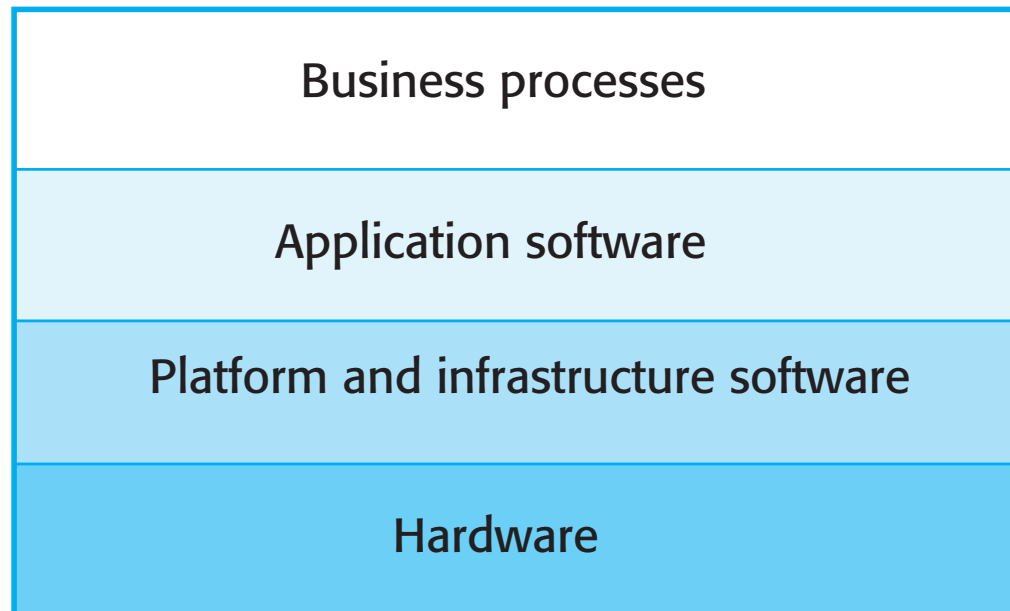 Business processes
Application software
Platform and infrastructure software
Hardware